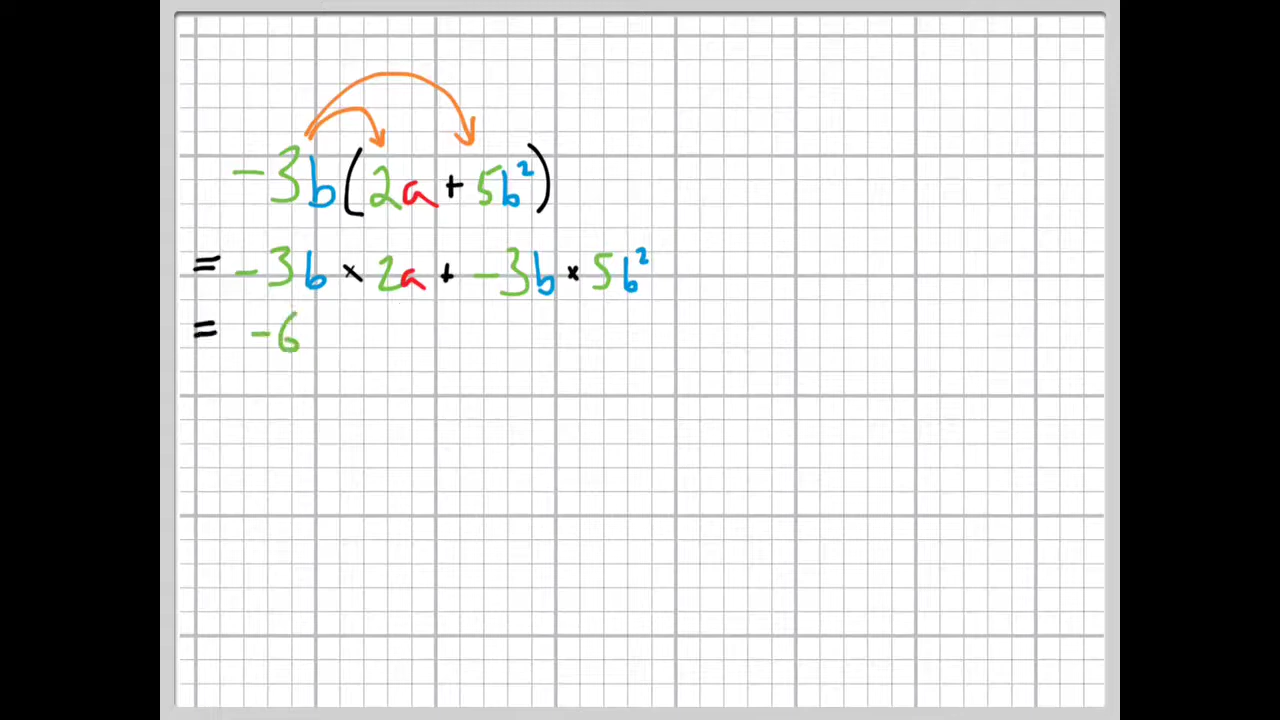 -3b(2a + 5b²)
= -3b × 2a + -3b × 5b²
= -6